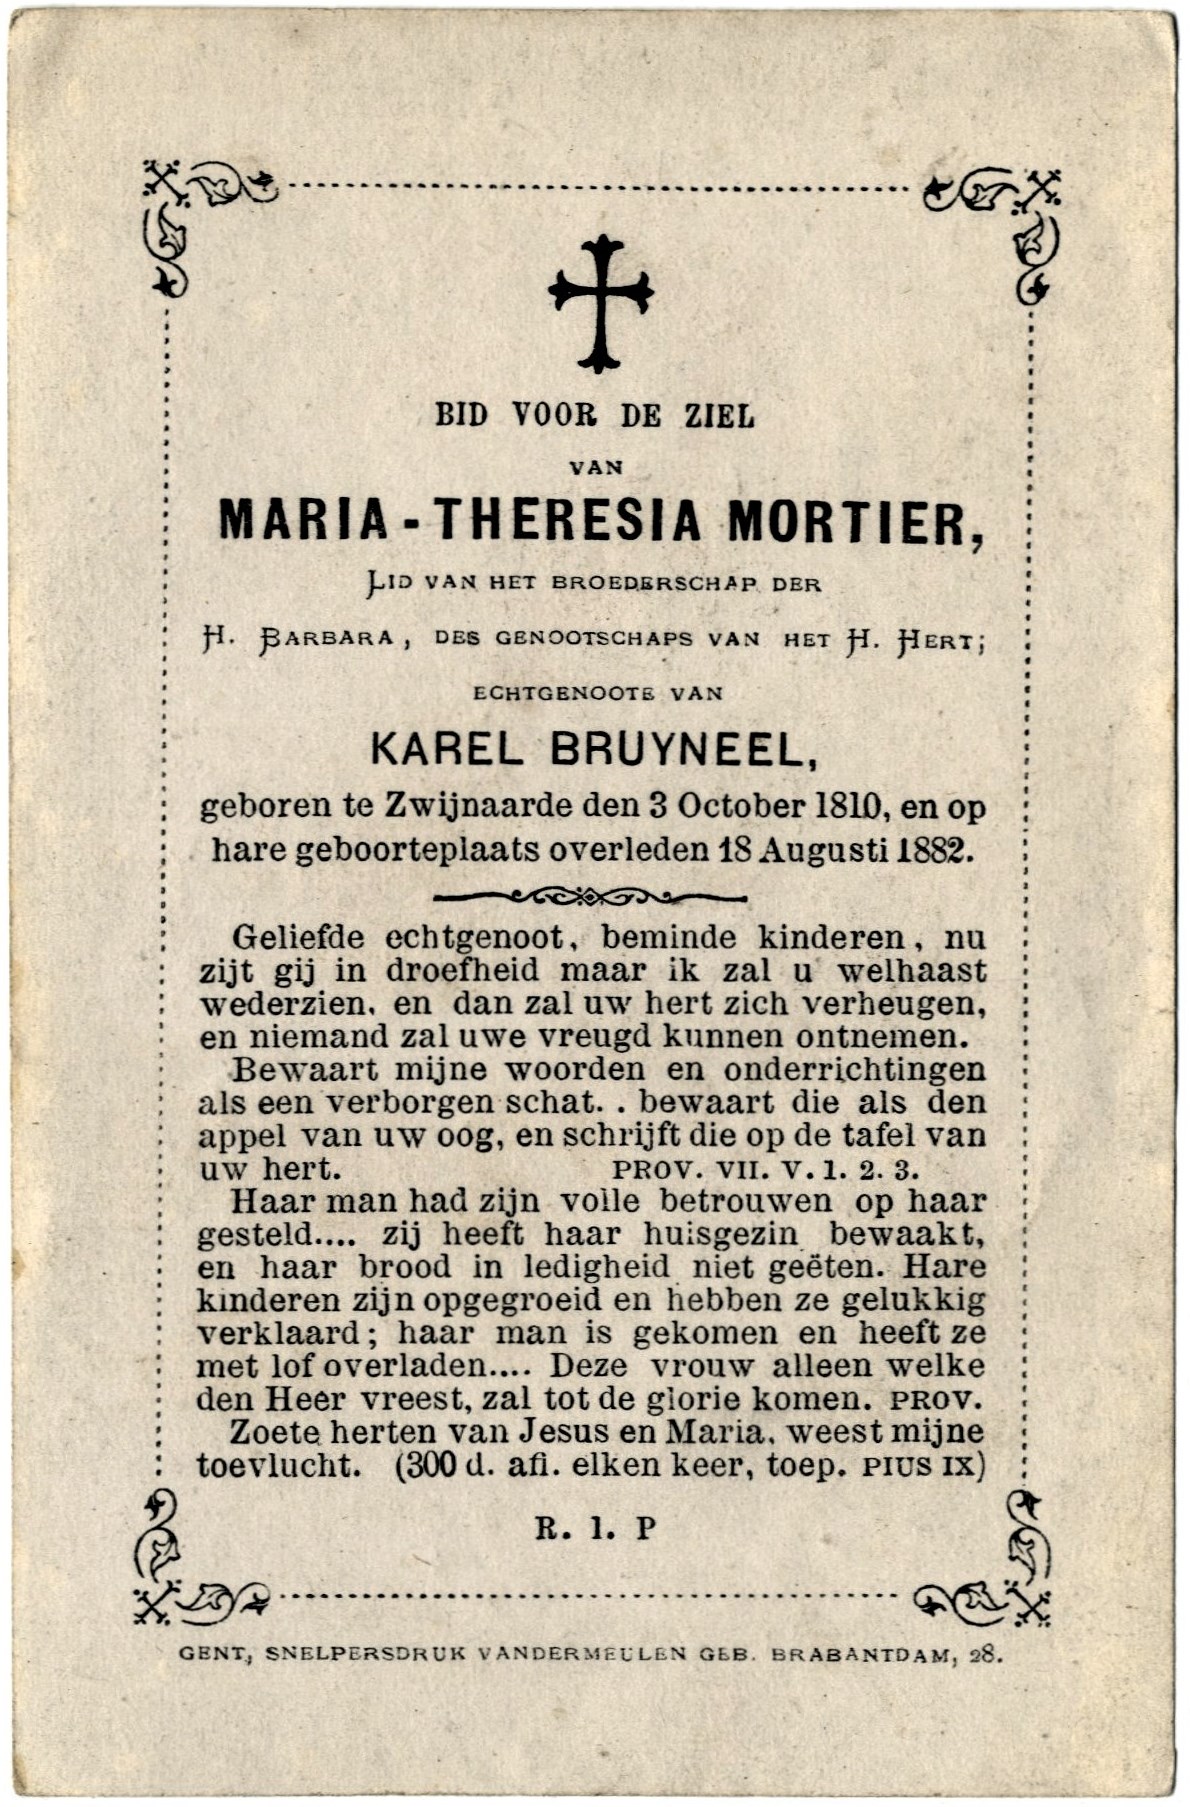 BID VOOR DE ZIEL
VAN
MARIA-THERESIA MORTIER,
LID VAN HET BROEDERSCHAP DER
H. BARBARA, DES GENOOTSCHAPS VAN HET H. HERT;
ECHTGENOOTE VAN
KAREL BRUYNEEL,
geboren te Zwijnaarde den 3 October 1810, en op
hare geboorteplaats overleden 18 Augusti 1882.
Geliefde echtgenoot, beminde kinderen, nu
zijt gij in droefheid maar ik zal u welhaast
wederzien. en dan zal uw hert zich verheugen,
en niemand zal uwe vreugd kunnen ontnemen.
Bewaart mijne woorden en onderrichtingen
als een verborgen schat. . bewaart die als den
appel van uw oog, en schrijft die op de tafel van
uw hert. PROV. VII. V. 1. 2. 3.
Haar man had zijn volle betrouwen op haar
gesteld.... zij heeft haar huisgezin bewaakt,
en haar brood in ledigheid niet geëten. Hare
kinderen zijn opgegroeid en hebben ze gelukkig
verklaard; haar man is gekomen en heeft ze
met lof overladen.... Deze vrouw alleen welke
den Heer vreest, zal tot de glorie komen. PROV.
Zoete herten van Jesus en Maria. weest mijne
toevlucht. (300 d. afl. elken keer, toep. PIUS IX)
R. I. P
GENT, SNELPERSDRUK VANDERMEULEN GEB. BRABANTDAM, 28.